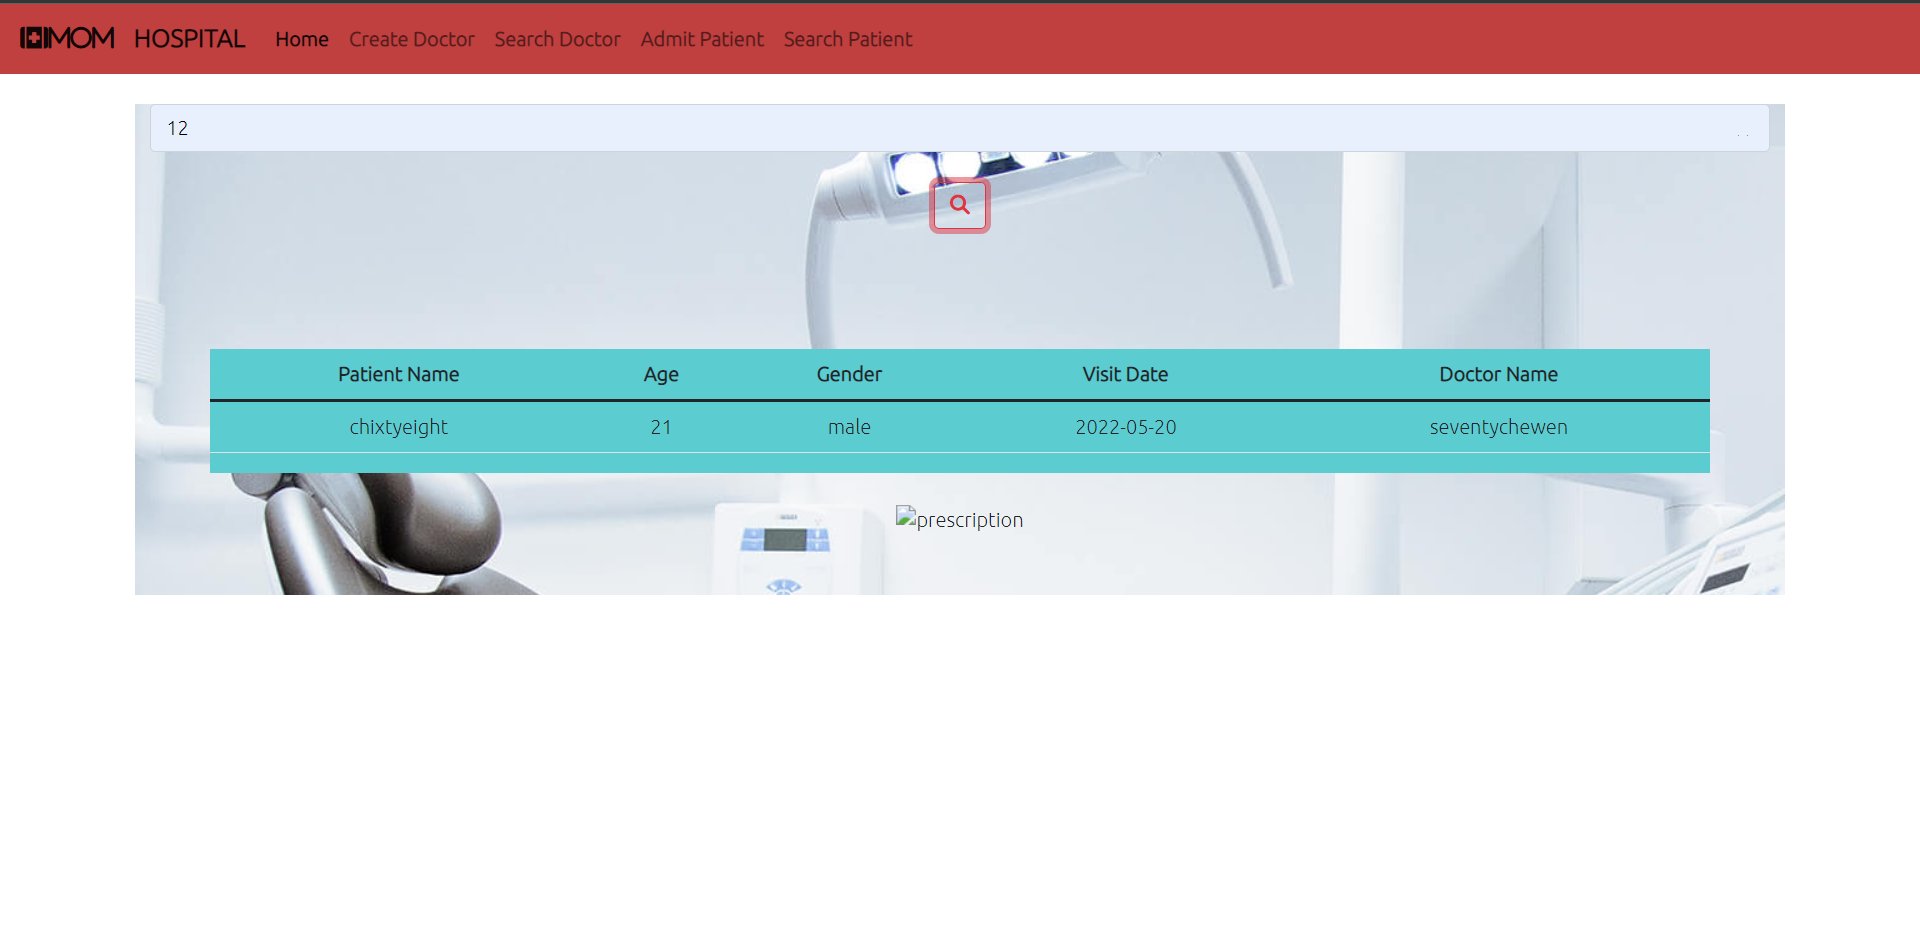 MOM HOSPITAL Home Create Doctor Search Doctor Admit Patient Search Patient
12
Patient Name Age Gender Visit Date Doctor Name
chixtyeight 21 male 2022-05-20 seventychewen
prescription